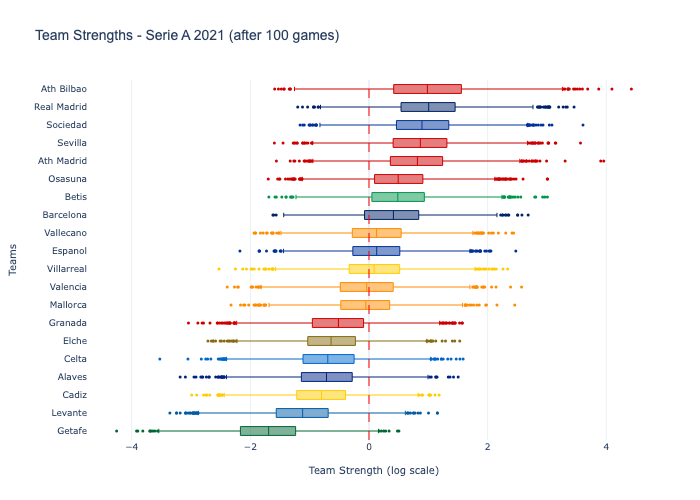 Team Strengths - Serie A 2021 (after 100 games)
Ath Bilbao
Real Madrid
Sociedad
Sevilla
Ath Madrid
Osasuna
Betis
Barcelona
Vallecano
Espanol
Villarreal
Valencia
Mallorca
Granada
Elche
Celta
Alaves
Cadiz
Levante
Getafe
Teams
−4 −2 0 2 4
Team Strength (log scale)